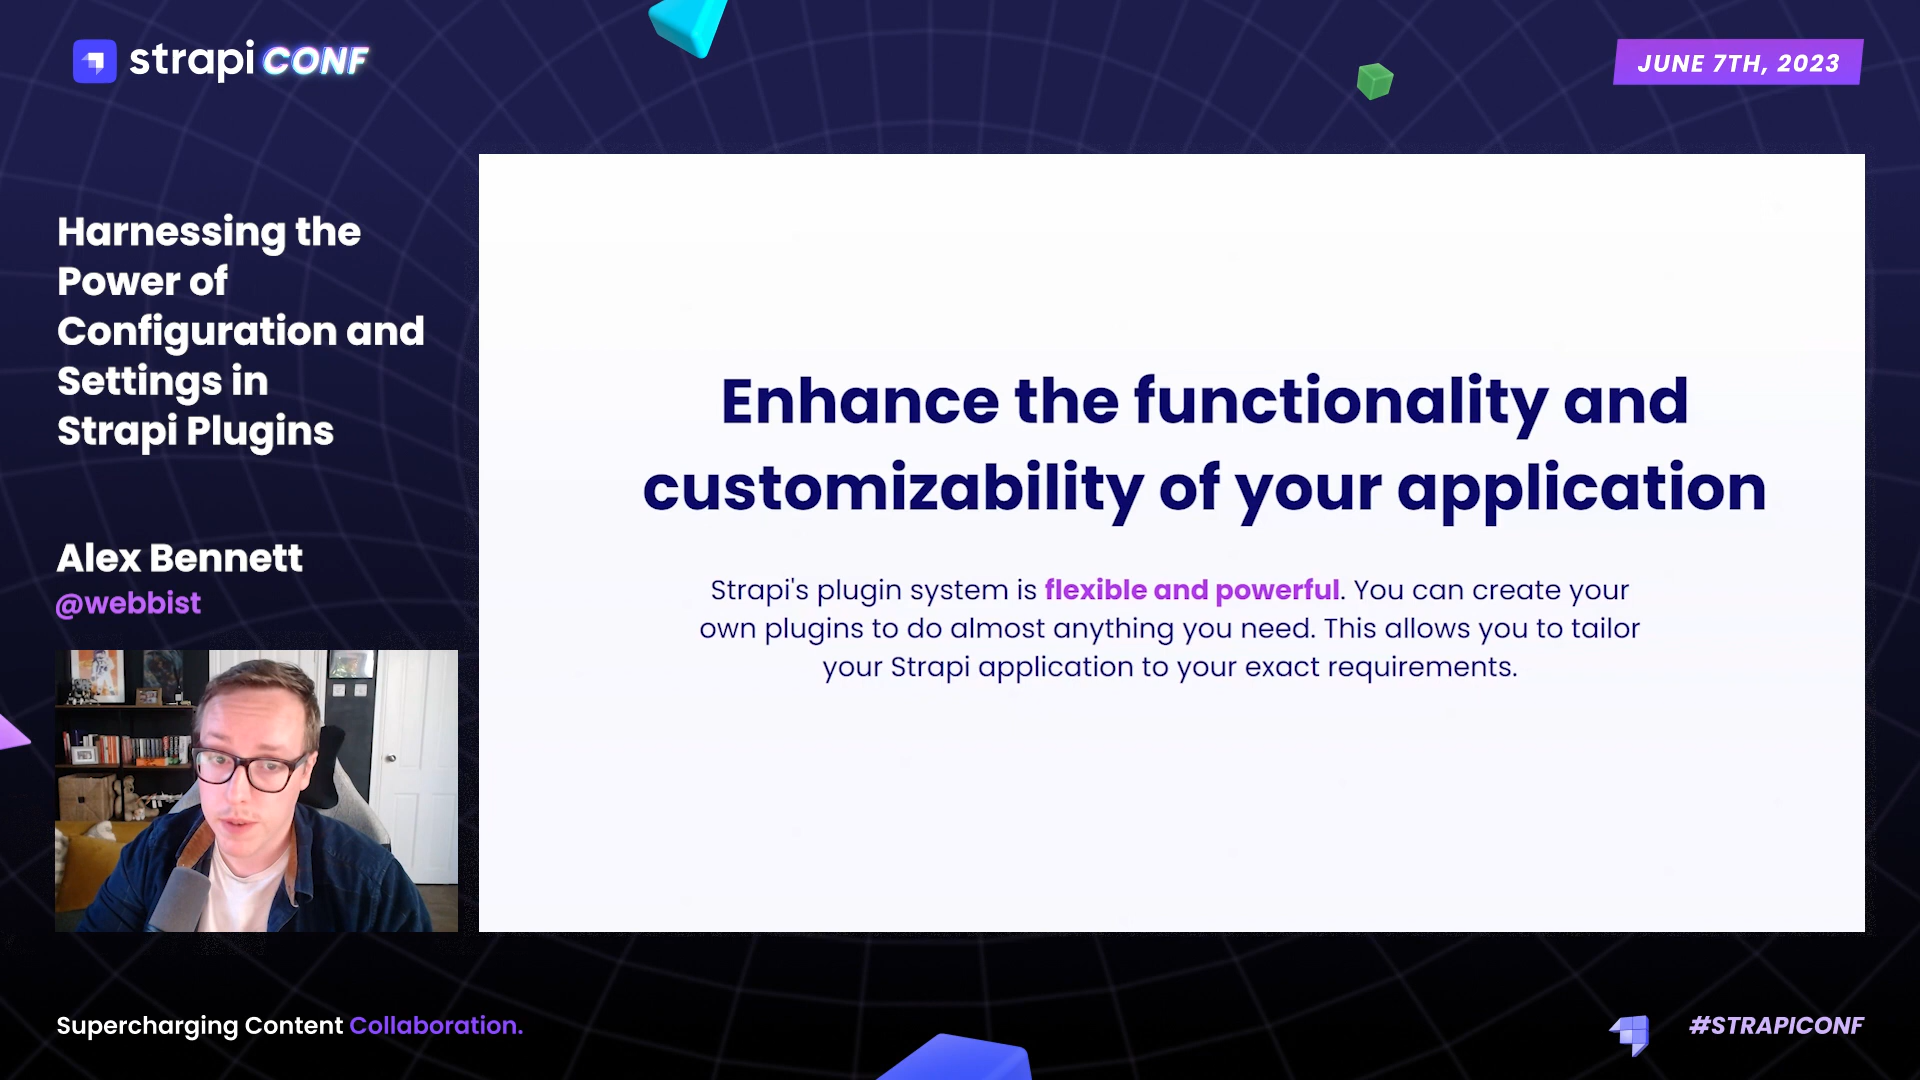 strapi CONF
JUNE 7TH, 2023
Harnessing the
Power of
Configuration and
Settings in
Strapi Plugins
Alex Bennett
@webbist
Enhance the functionality and
customizability of your application
Strapi's plugin system is flexible and powerful. You can create your
own plugins to do almost anything you need. This allows you to tailor
your Strapi application to your exact requirements.
Supercharging Content Collaboration.
#STRAPICONF